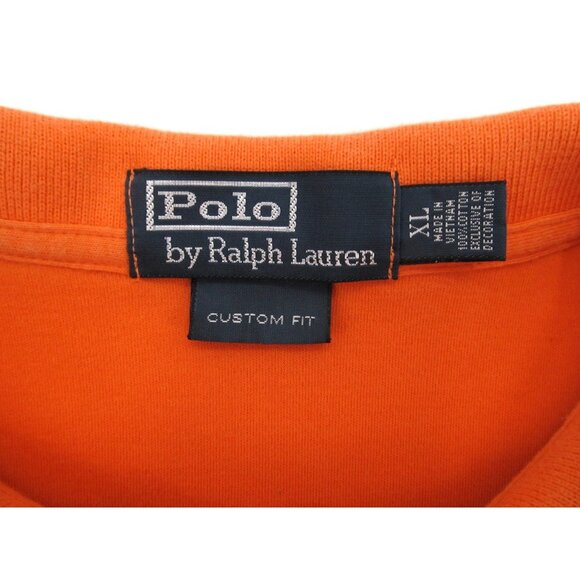 Polo
by Ralph Lauren
CUSTOM FIT
XL
MADE IN
VIETNAM
100% COTTON
EXCLUSIVE OF
DECORATION